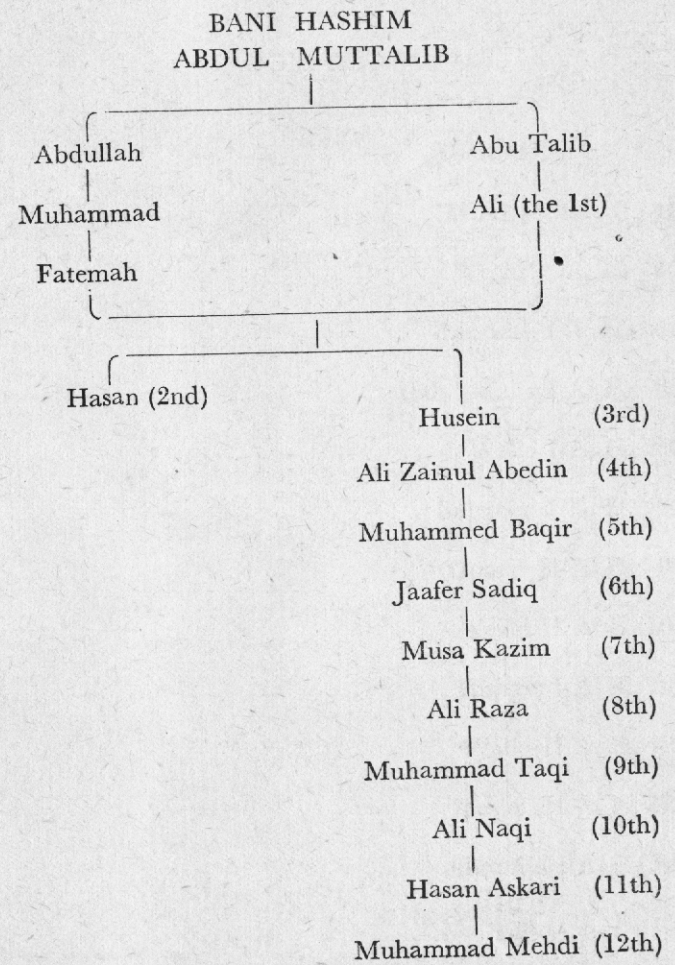 BANI HASHIM
ABDUL MUTTALIB
Abdullah Abu Talib
Muhammad Ali (the 1st)
Fatemah
Hasan (2nd)
Husein (3rd)
Ali Zainul Abedin (4th)
Muhammed Baqir (5th)
Jaafer Sadiq (6th)
Musa Kazim (7th)
Ali Raza (8th)
Muhammad Taqi (9th)
Ali Naqi (10th)
Hasan Askari (11th)
Muhammad Mehdi (12th)